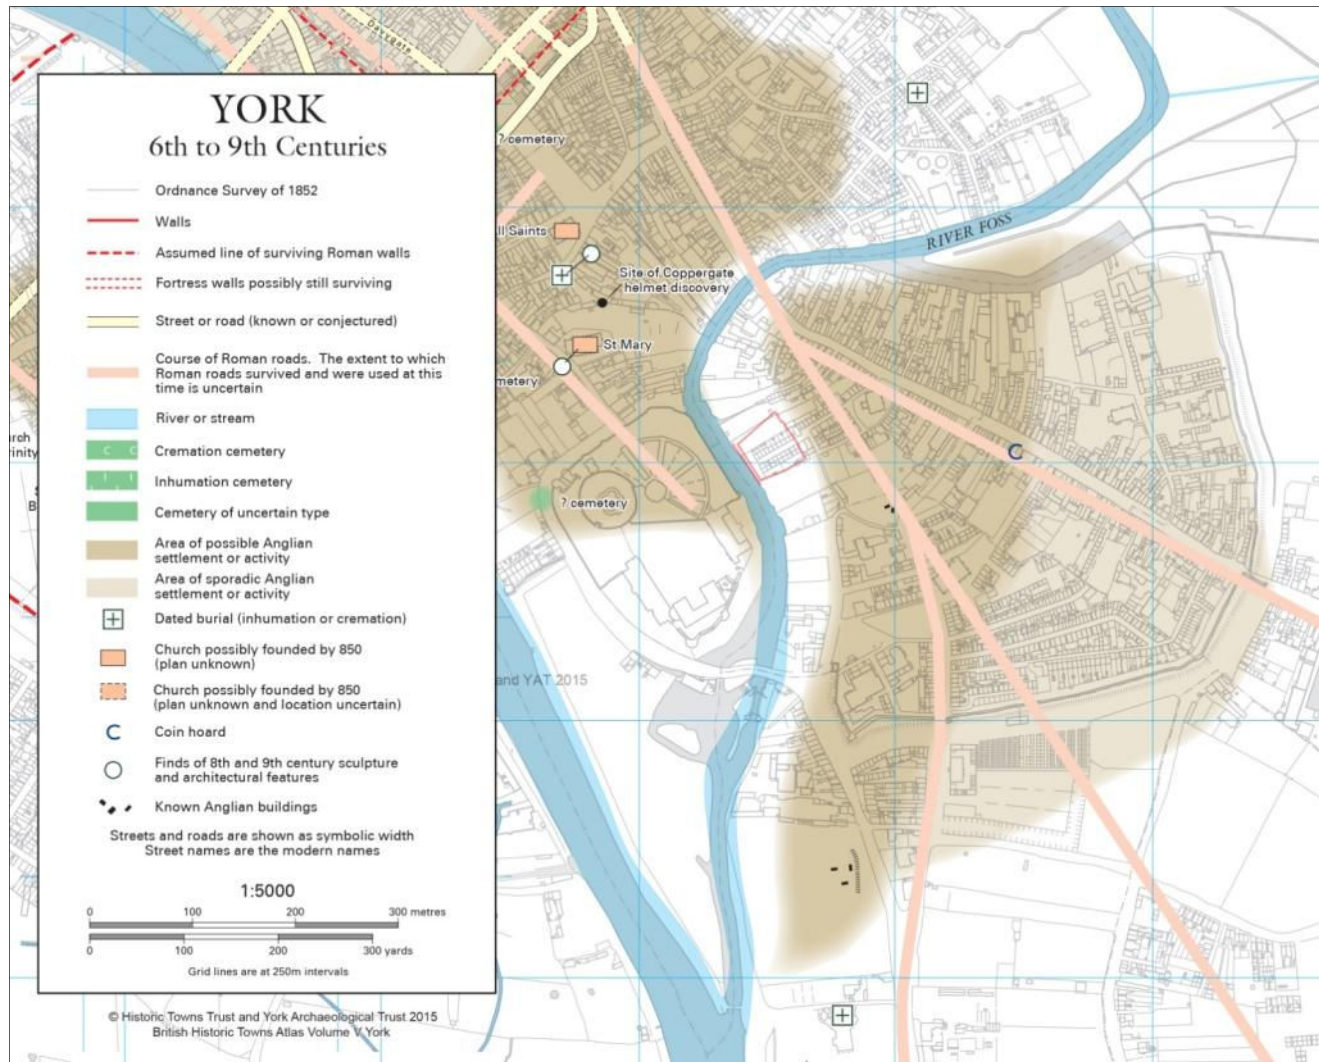 YORK
6th to 9th Centuries
Ordnance Survey of 1852
Walls
Assumed line of surviving Roman walls
Fortress walls possibly still surviving
Street or road (known or conjectured)
Course of Roman roads. The extent to which
Roman roads survived and were used at this
time is uncertain
River or stream
C C
Cremation cemetery
Inhumation cemetery
Cemetery of uncertain type
Area of possible Anglian
settlement or activity
Area of sporadic Anglian
settlement or activity
Dated burial (inhumation or cremation)
Church possibly founded by 850
(plan unknown)
Church possibly founded by 850
(plan unknown and location uncertain)
C
Coin hoard
Finds of 8th and 9th century sculpture
and architectural features
Known Anglian buildings
Streets and roads are shown as symbolic width
Street names are the modern names
1:5000
0 100 200 300 metres
0 100 200 300 yards
Grid lines are at 250m intervals
© Historic Towns Trust and York Archaeological Trust 2015
British Historic Towns Atlas Volume V York
Davygate
? cemetery
ll Saints
Site of Coppergate
helmet discovery
St Mary
metery
? cemetery
RIVER FOSS
C
and YAT 2015
urch
rinity
S
B